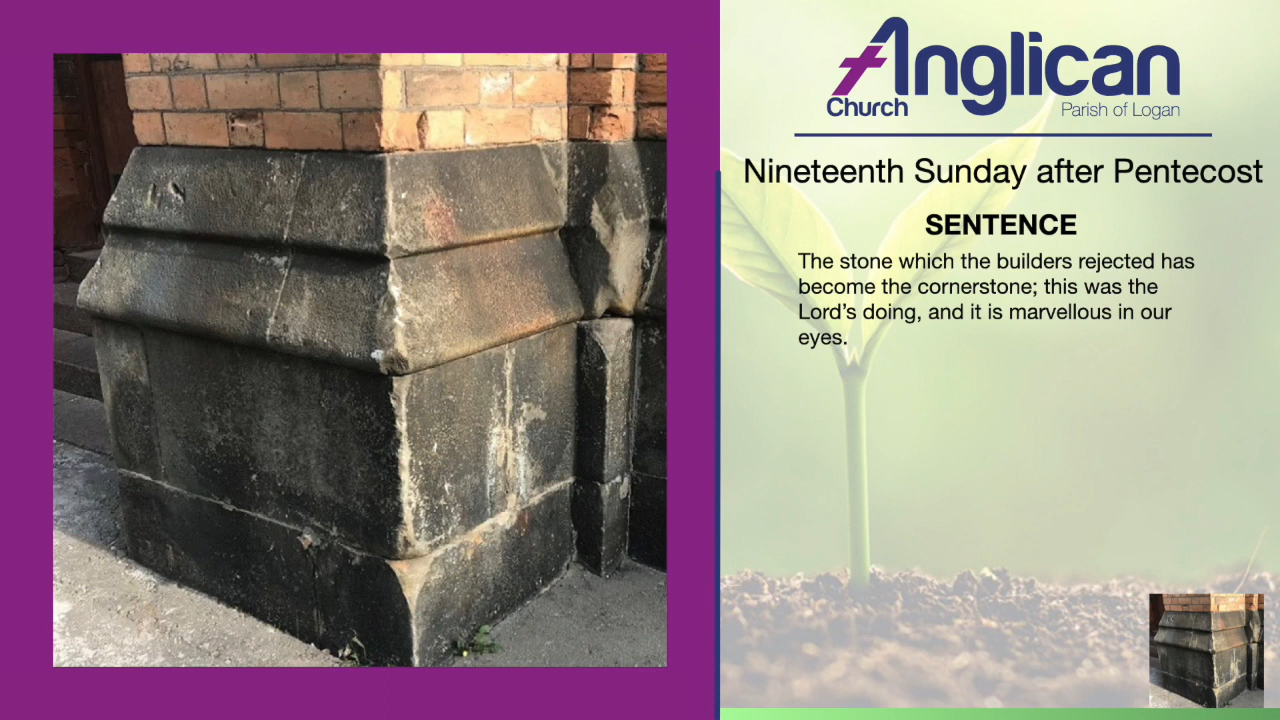 Anglican
Church
Parish of Logan
Nineteenth Sunday after Pentecost
SENTENCE
The stone which the builders rejected has
become the cornerstone; this was the
Lord’s doing, and it is marvellous in our
eyes.